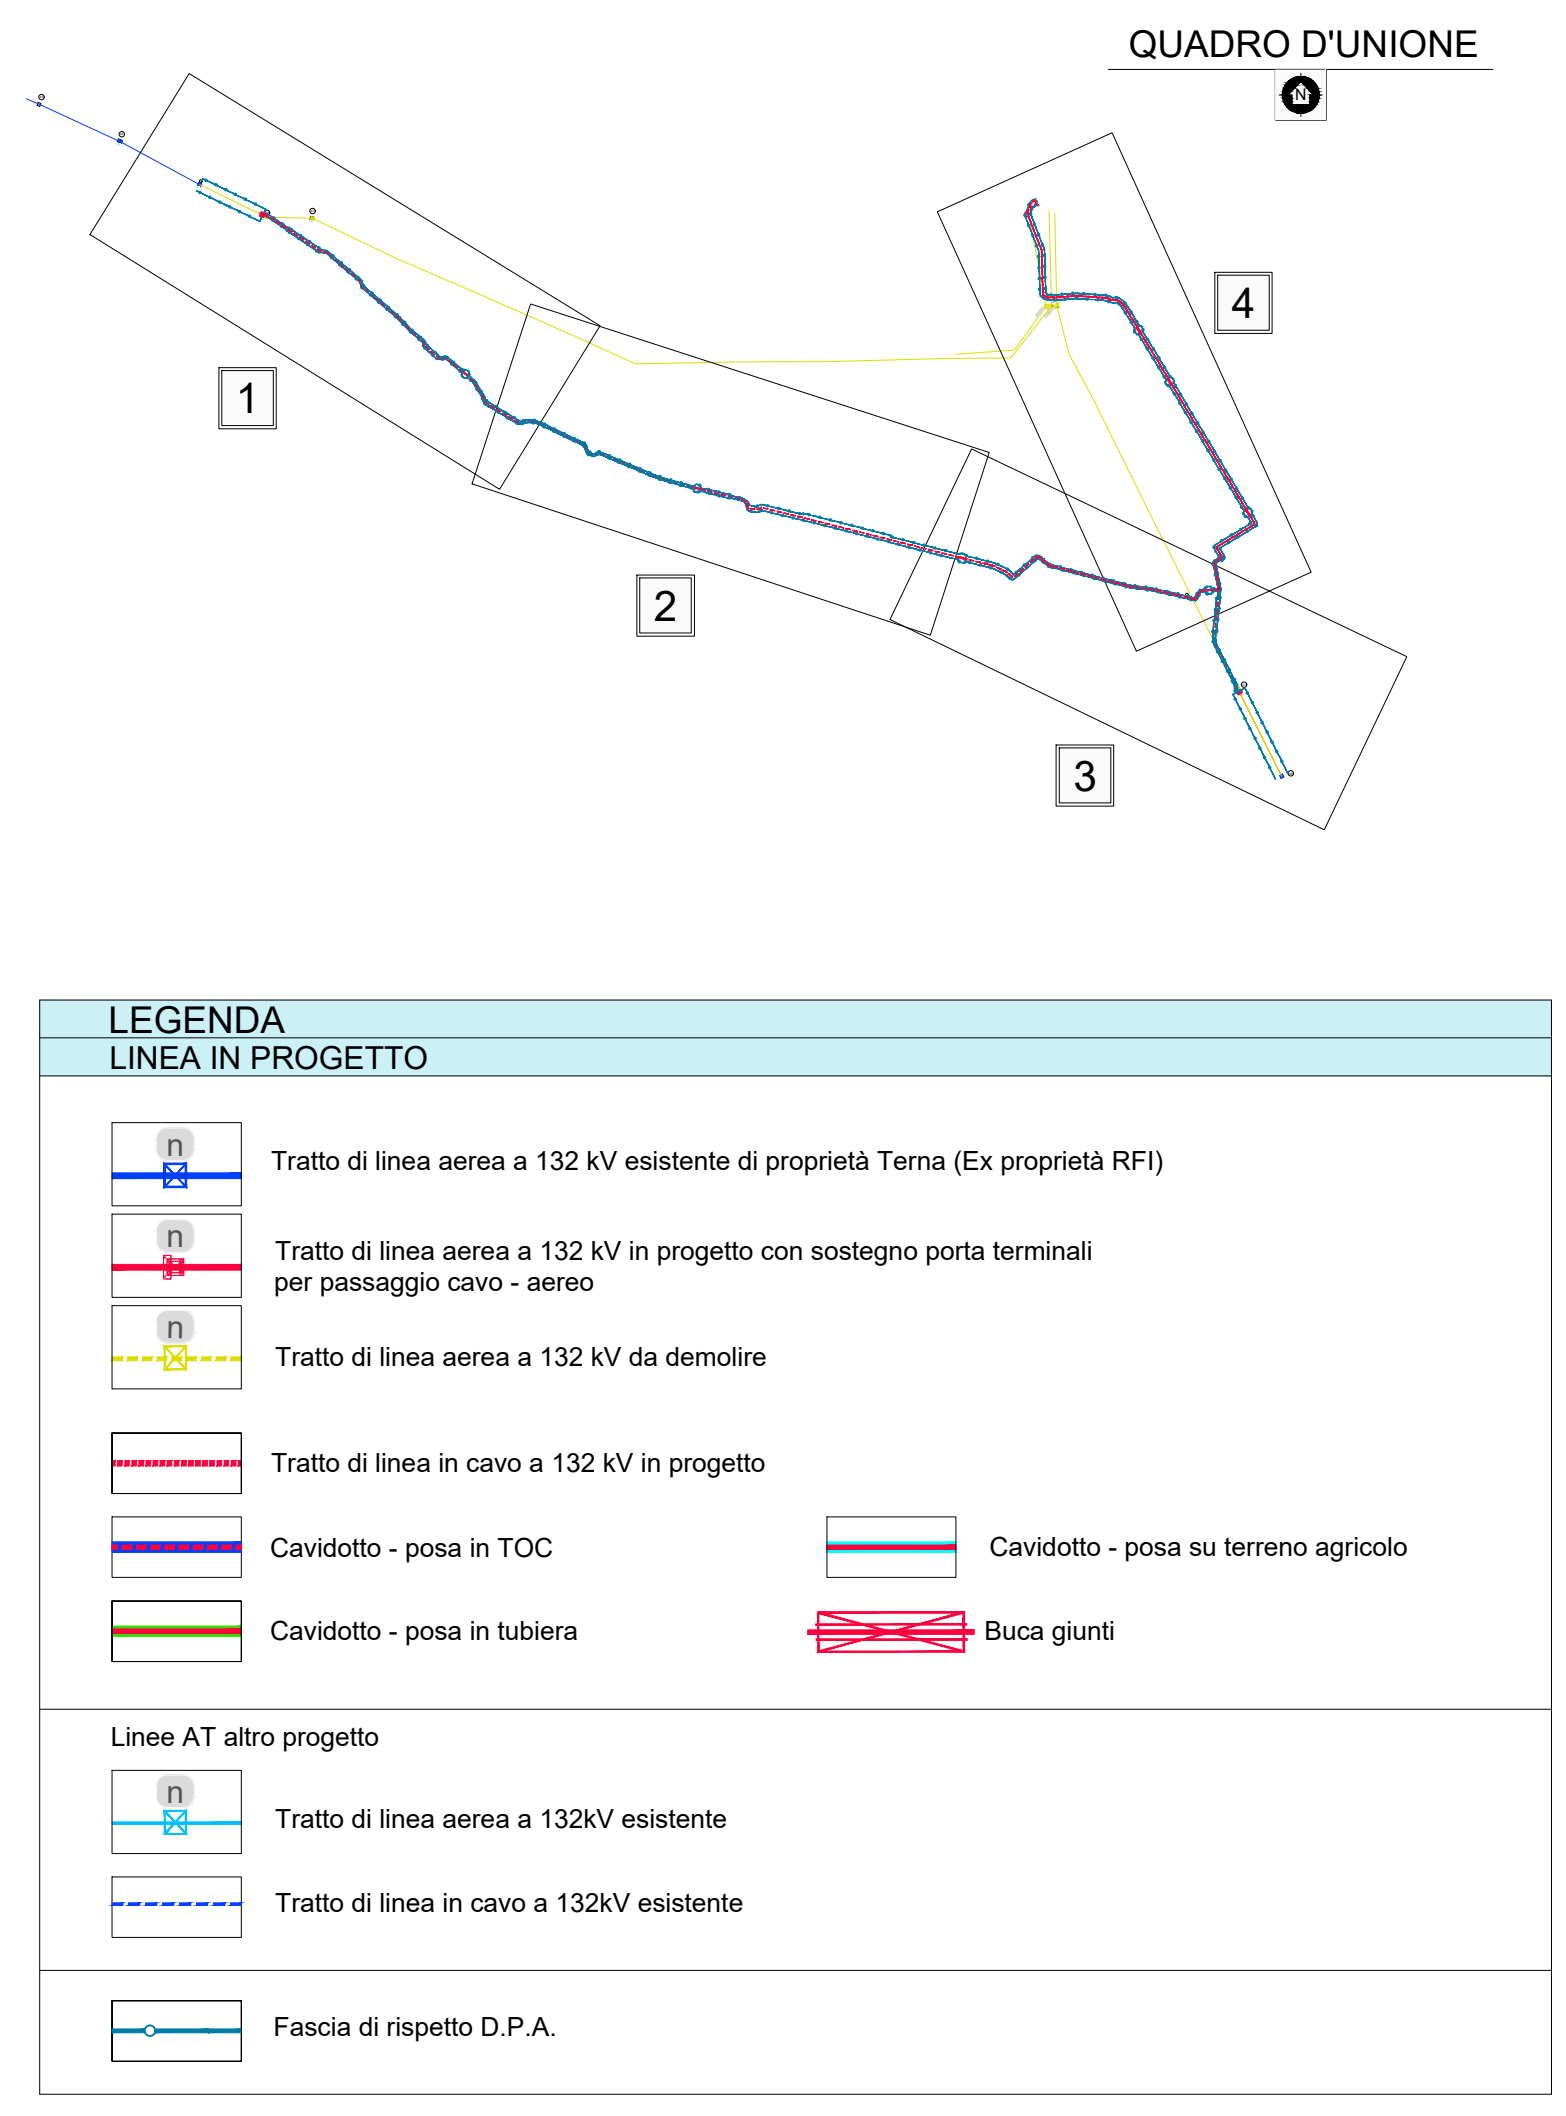 QUADRO D'UNIONE
N
4
1
2
3
LEGENDA
LINEA IN PROGETTO
n
Tratto di linea aerea a 132 kV esistente di proprietà Terna (Ex proprietà RFI)
n
Tratto di linea aerea a 132 kV in progetto con sostegno porta terminali
per passaggio cavo - aereo
n
Tratto di linea aerea a 132 kV da demolire
Tratto di linea in cavo a 132 kV in progetto
Cavidotto - posa in TOC
Cavidotto - posa su terreno agricolo
Cavidotto - posa in tubiera
Buca giunti
Linee AT altro progetto
n
Tratto di linea aerea a 132kV esistente
Tratto di linea in cavo a 132kV esistente
Fascia di rispetto D.P.A.